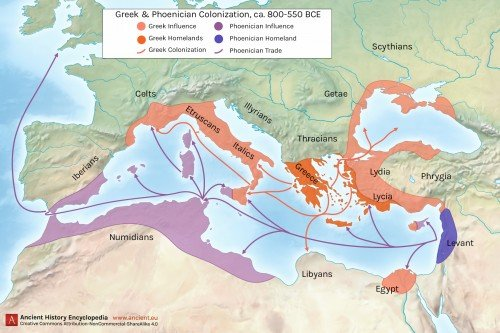 Greek & Phoenician Colonization, ca. 800-550 BCE
Greek Influence
Phoenician Influence
Greek Homelands
Phoenician Homeland
Greek Colonization
Phoenician Trade
Scythians
Celts
Getae
Illyrians
Etruscans
Thracians
Italics
Iberians
Greece
Lydia
Phrygia
Lycia
Numidians
Levant
Libyans
Egypt
Ancient History Encyclopedia www.ancient.eu
Creative Commons Attribution-NonCommercial ShareAlike 4.0